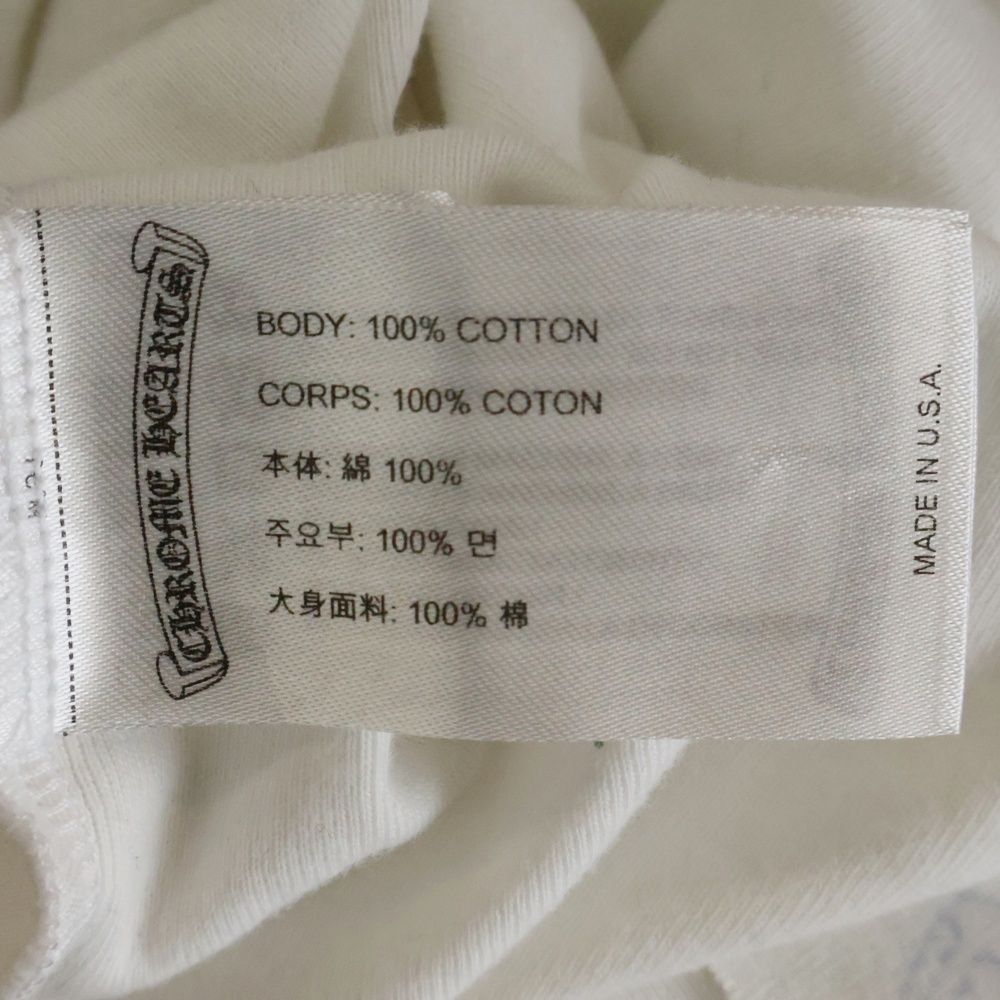 CHROME HEARTS
BODY: 100% COTTON
CORPS: 100% COTON
本体: 綿 100%
주요부: 100% 면
大身面料: 100% 棉
MADE IN U.S.A.